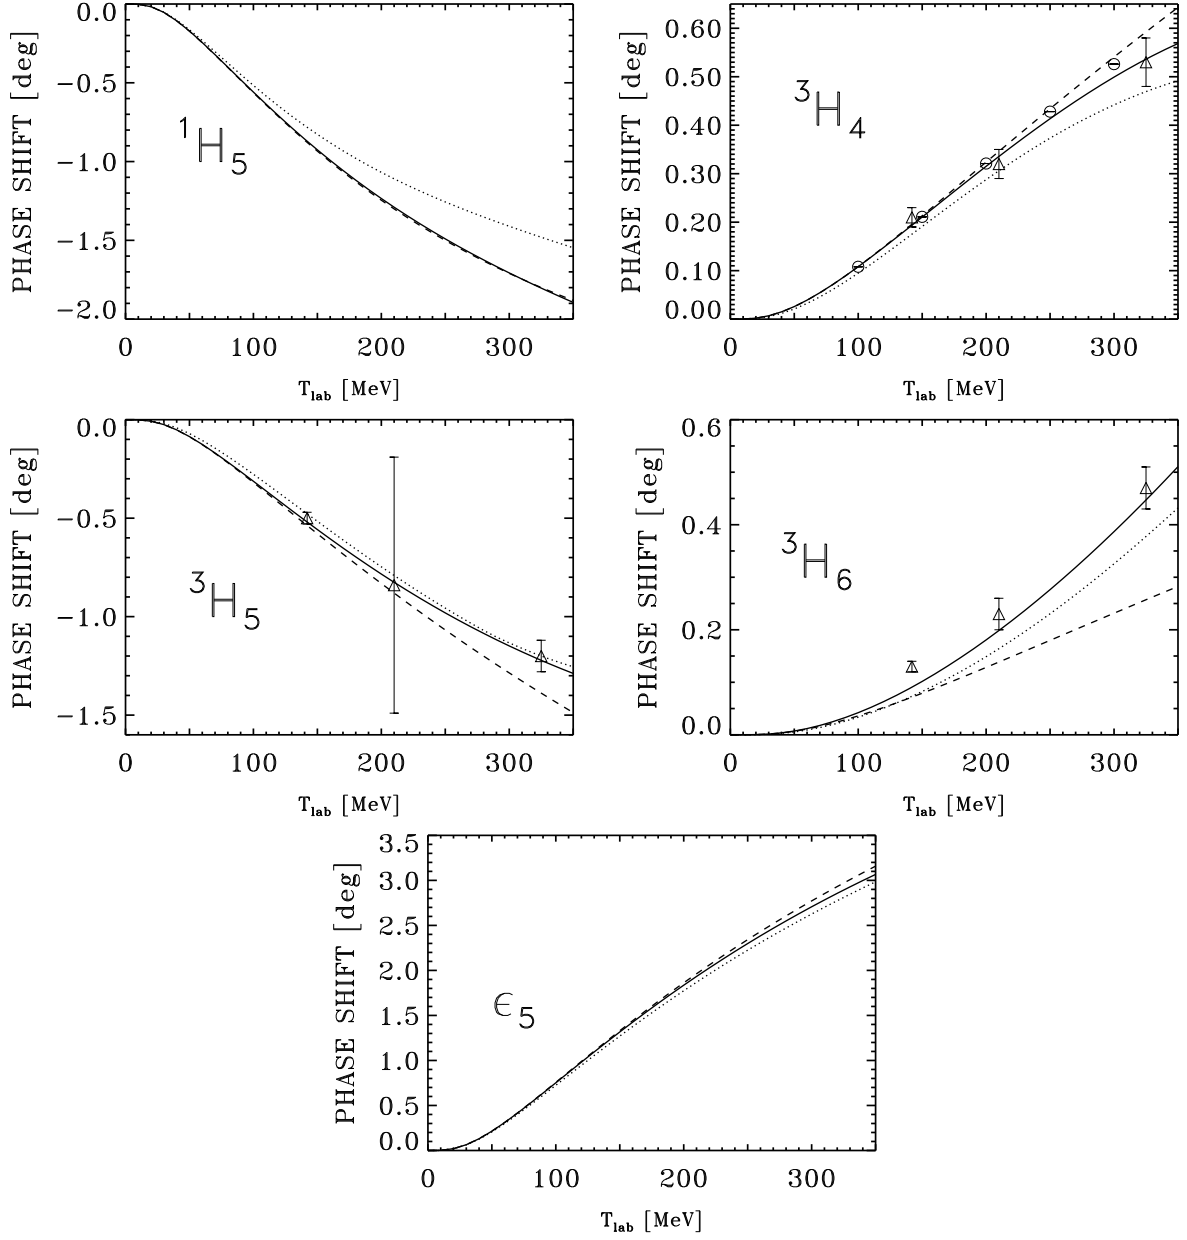 PHASE SHIFT [deg]
0.0
−0.5
−1.0
−1.5
−2.0
¹H₅
0 100 200 300
T_lab [MeV]
PHASE SHIFT [deg]
0.60
0.50
0.40
0.30
0.20
0.10
0.00
³H₄
0 100 200 300
T_lab [MeV]
PHASE SHIFT [deg]
0.0
−0.5
−1.0
−1.5
³H₅
0 100 200 300
T_lab [MeV]
PHASE SHIFT [deg]
0.6
0.4
0.2
0.0
³H₆
0 100 200 300
T_lab [MeV]
PHASE SHIFT [deg]
3.5
3.0
2.5
2.0
1.5
1.0
0.5
0.0
ϵ₅
0 100 200 300
T_lab [MeV]